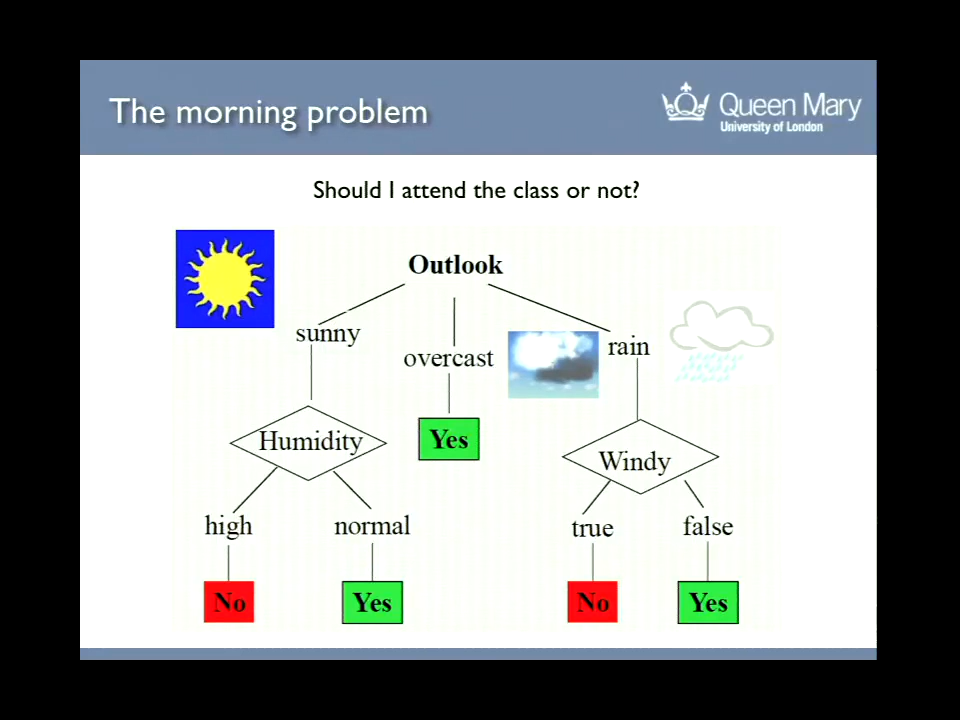 The morning problem
Queen Mary
University of London
Should I attend the class or not?
Outlook
sunny
overcast
rain
Humidity
Yes
Windy
high
normal
true
false
No
Yes
No
Yes